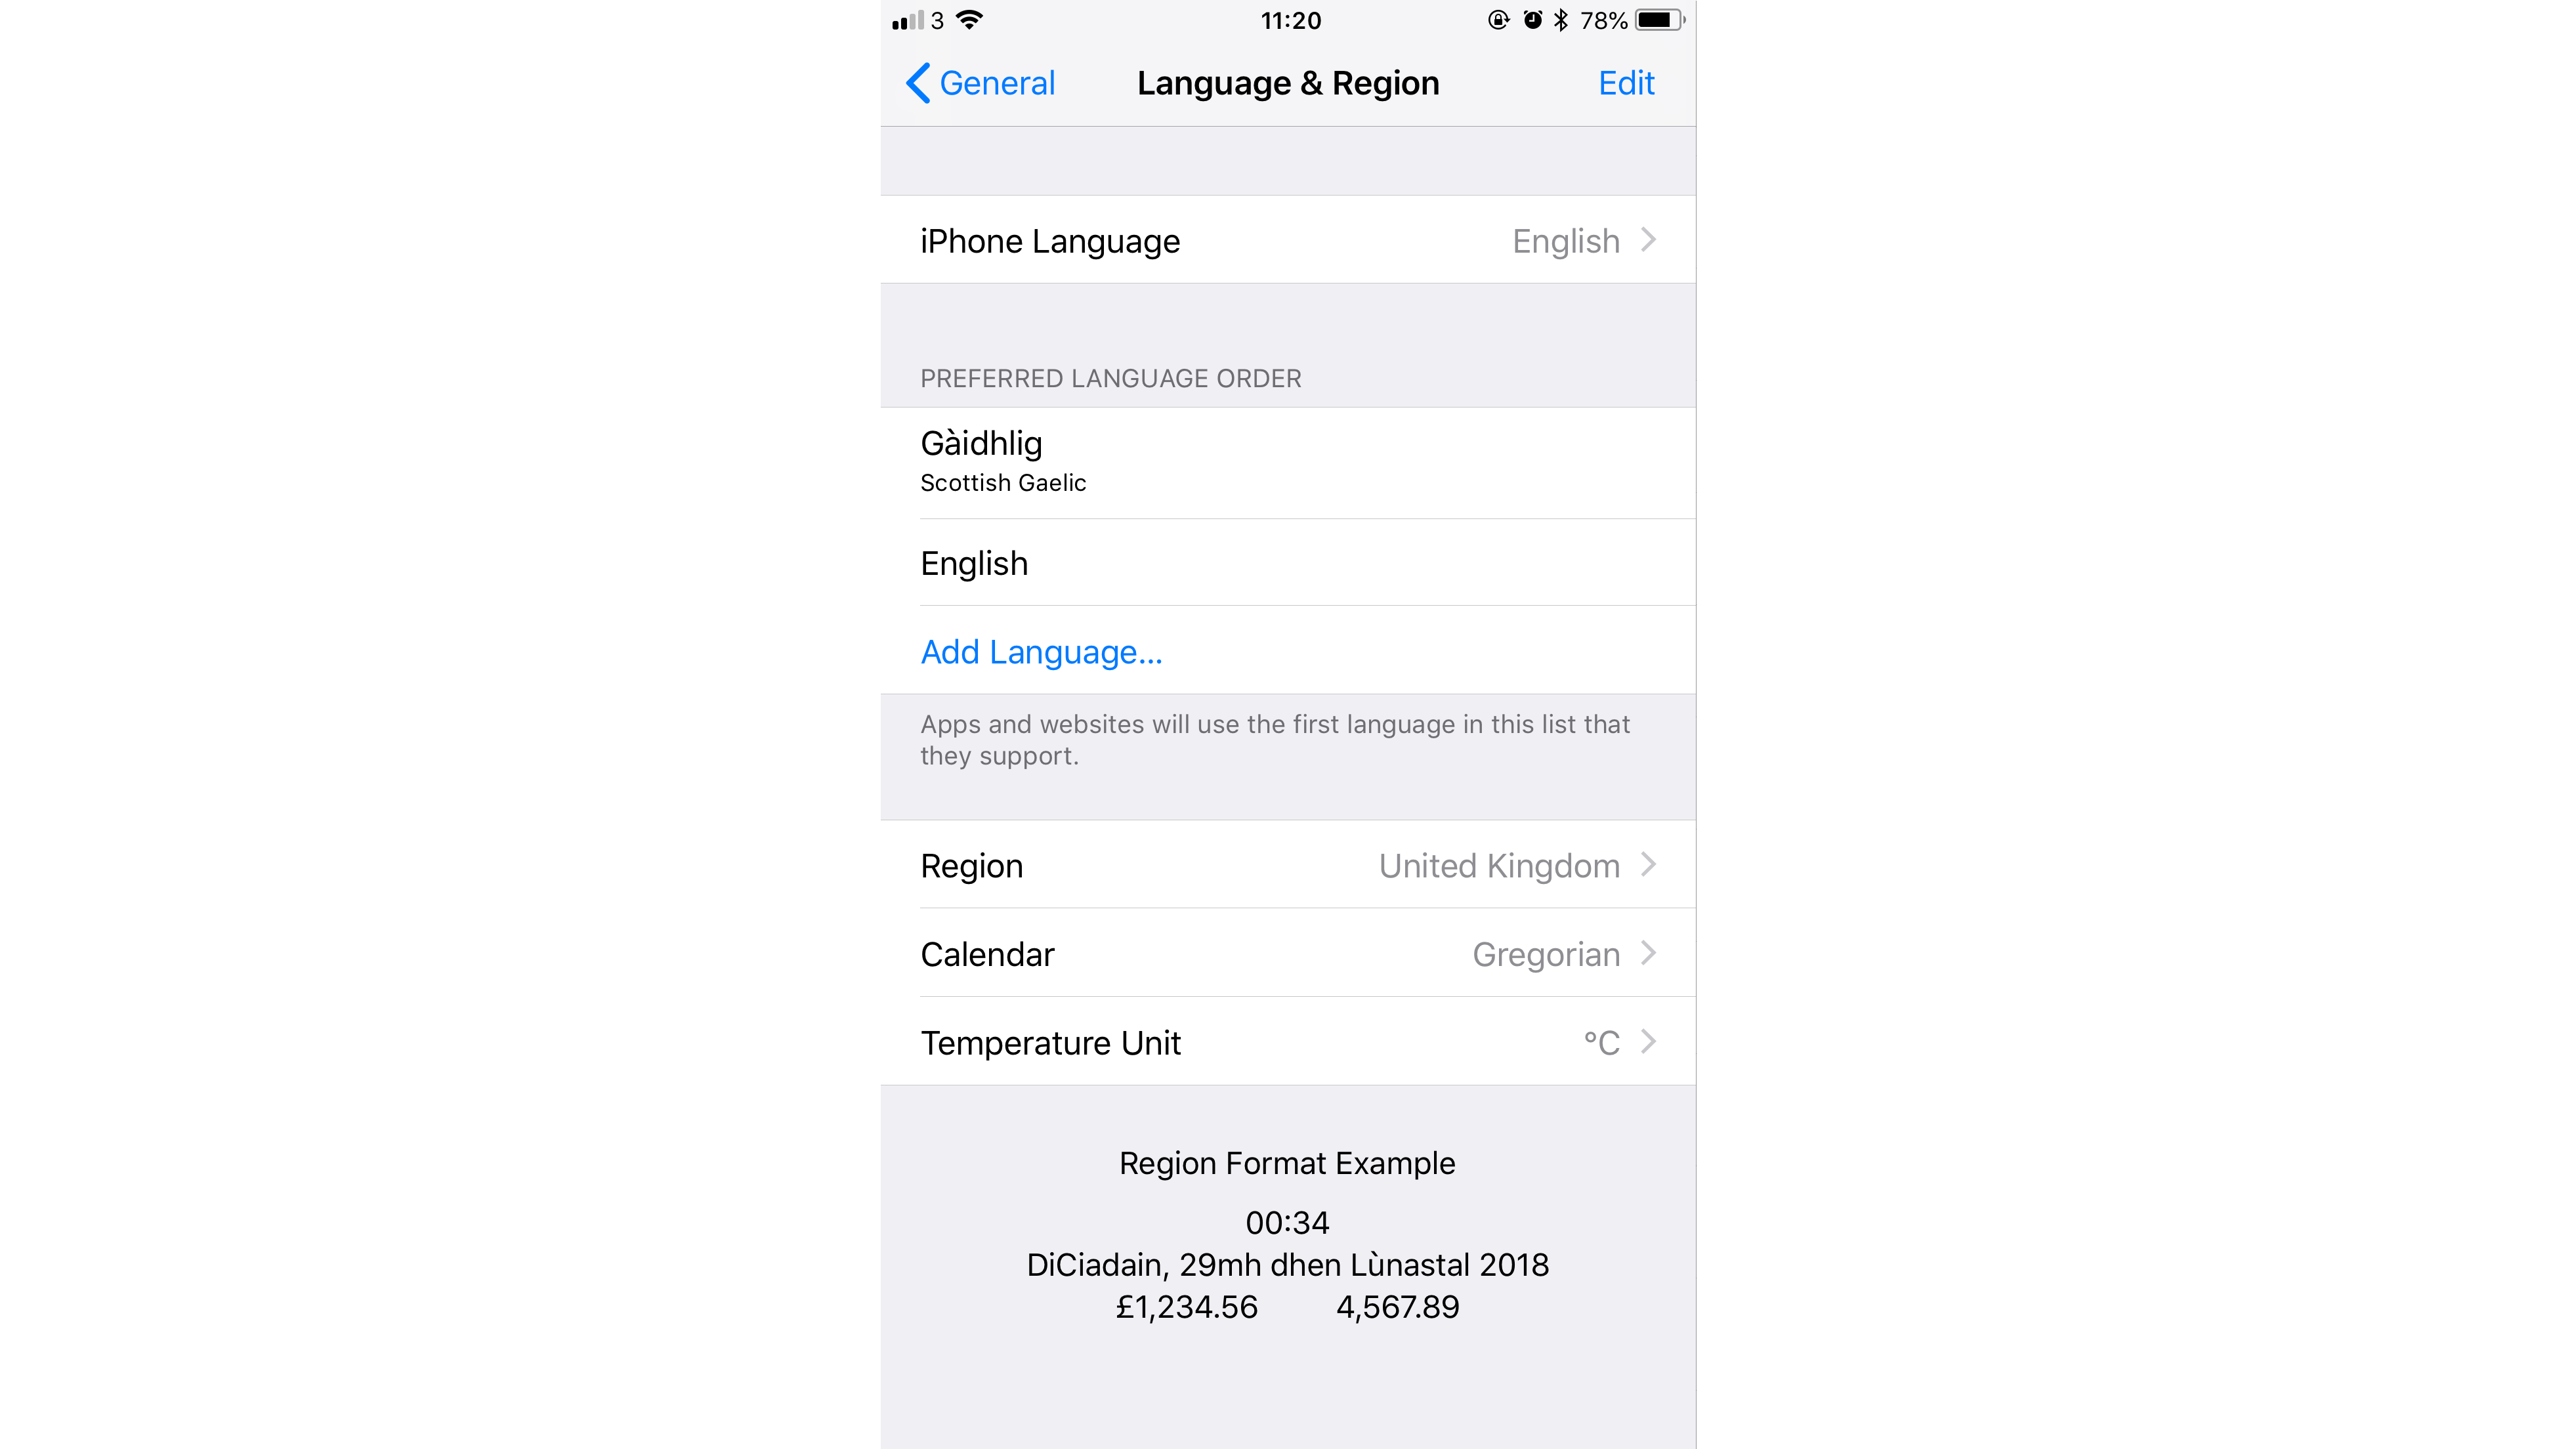 3 11:20 78%
General Language & Region Edit
iPhone Language English
PREFERRED LANGUAGE ORDER
Gàidhlig
Scottish Gaelic
English
Add Language...
Apps and websites will use the first language in this list that
they support.
Region United Kingdom
Calendar Gregorian
Temperature Unit °C
Region Format Example
00:34
DiCiadain, 29mh dhen Lùnastal 2018
£1,234.56 4,567.89